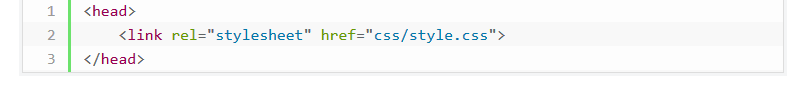 1 <head>
2     <link rel="stylesheet" href="css/style.css">
3 </head>